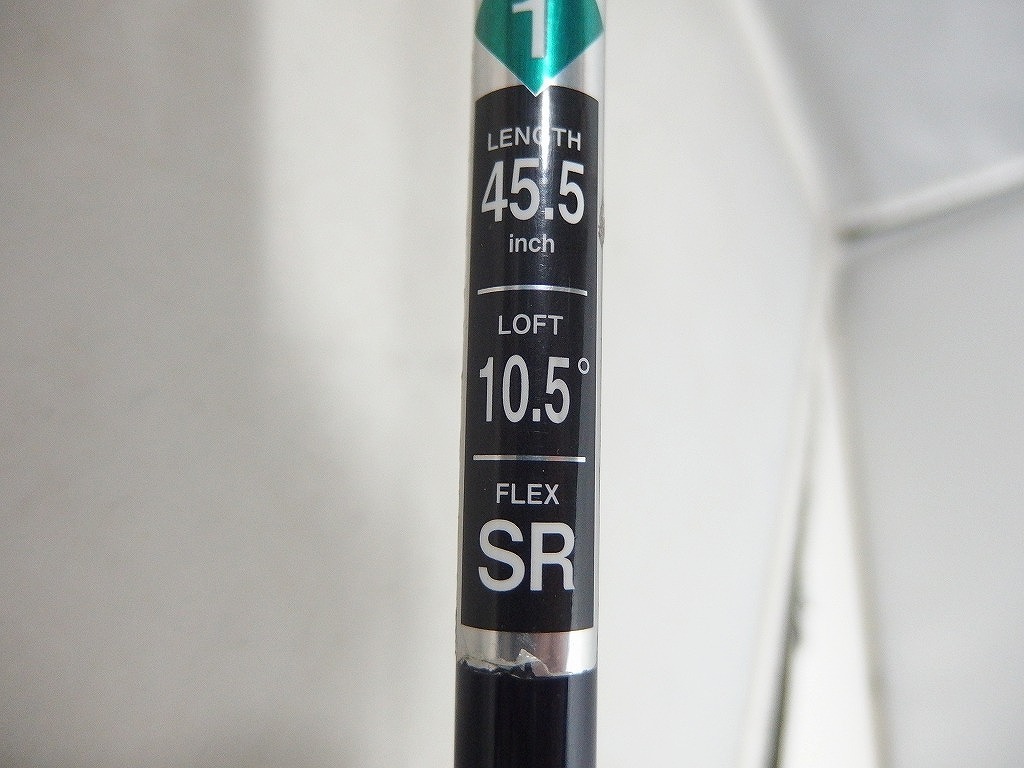 1
LENGTH
45.5
inch
LOFT
10.5°
FLEX
SR